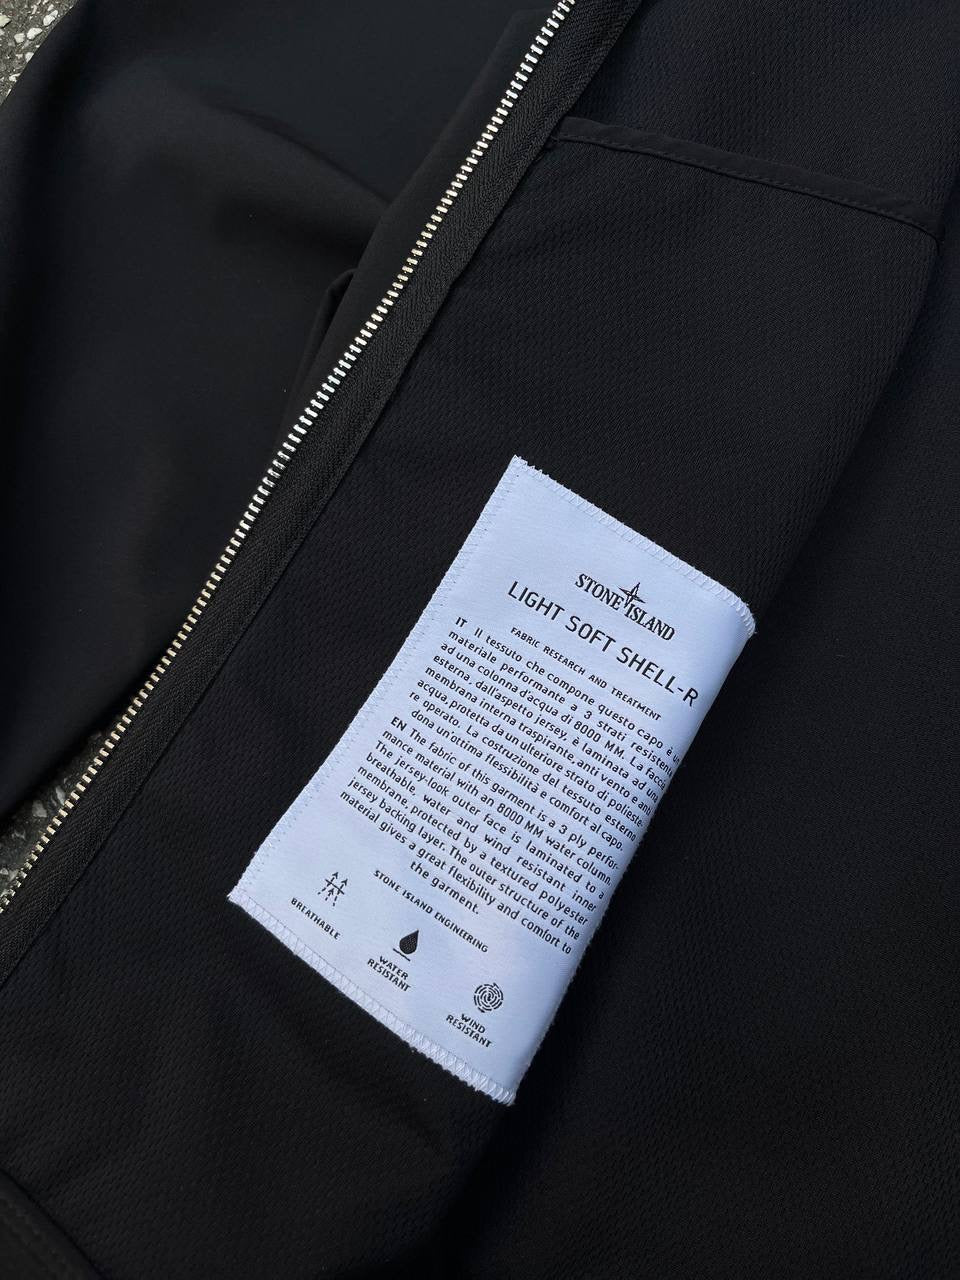 STONE ISLAND
LIGHT SOFT SHELL-R
FABRIC RESEARCH AND TREATMENT
IT Il tessuto che compone questo capo è un
materiale performante a 3 strati resistente
ad una colonna d'acqua di 8000 MM. La faccia
esterna, dall'aspetto jersey, è laminata ad una
membrana interna traspirante, anti vento e anti
acqua, protetta da un ulteriore strato di polieste-
re operato. La costruzione del tessuto esterno
dona un'ottima flessibilità e comfort al capo.
EN The fabric of this garment is a 3 ply perfor-
mance material with an 8000 MM water column.
The jersey-look outer face is laminated to a
breathable, water and wind resistant inner
membrane, protected by a textured polyester
jersey backing layer. The outer structure of the
material gives a great flexibility and comfort to
the garment.
STONE ISLAND ENGINEERING
BREATHABLE
WATER
RESISTANT
WIND
RESISTANT